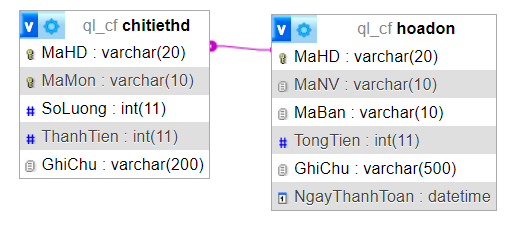 ql_cf chitiethd
MaHD : varchar(20)
MaMon : varchar(10)
SoLuong : int(11)
ThanhTien : int(11)
GhiChu : varchar(200)
ql_cf hoadon
MaHD : varchar(20)
MaNV : varchar(10)
MaBan : varchar(10)
TongTien : int(11)
GhiChu : varchar(500)
NgayThanhToan : datetime